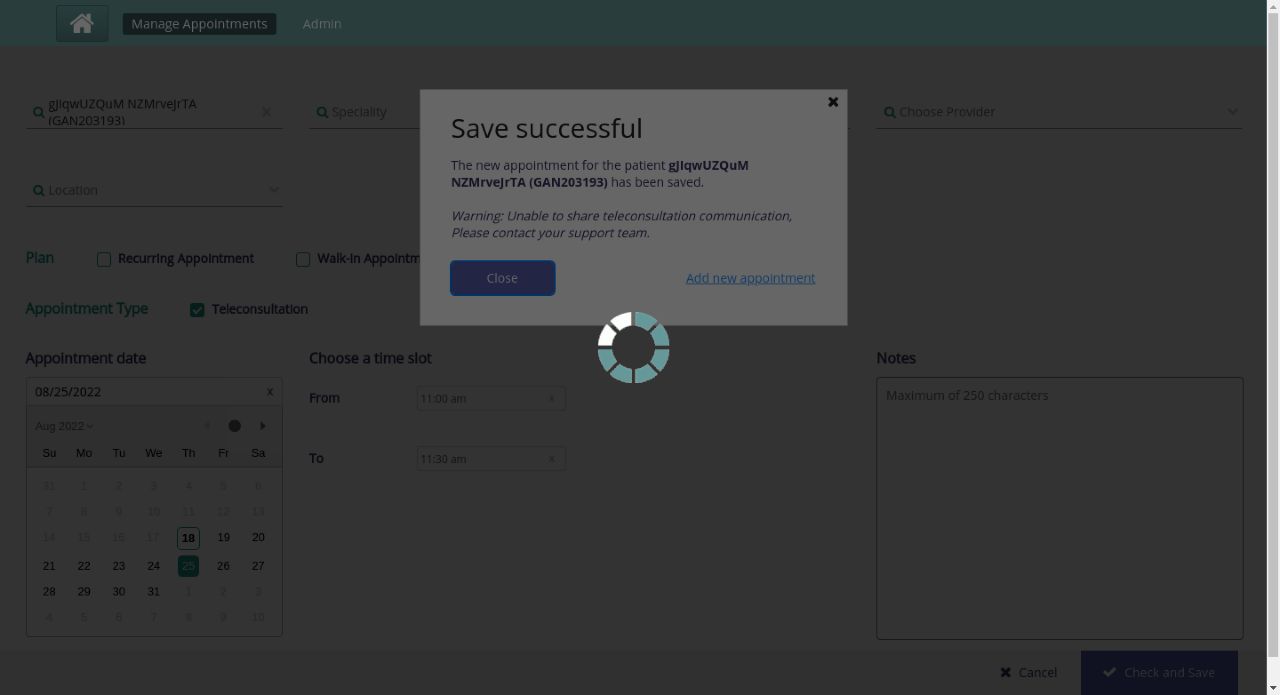 Manage Appointments
Admin
gJIqwUZQuM NZMrveJrTA
(GAN203193)
Speciality
Choose Provider
Location
Save successful
The new appointment for the patient gJIqwUZQuM
NZMrveJrTA (GAN203193) has been saved.
Warning: Unable to share teleconsultation communication,
Please contact your support team.
Close
Add new appointment
Plan
Recurring Appointment
Walk-In Appointm
Appointment Type
Teleconsultation
Appointment date
Choose a time slot
Notes
08/25/2022 x
From 11:00 am x
Maximum of 250 characters
Aug 2022
Su Mo Tu We Th Fr Sa
To 11:30 am x
31 1 2 3 4 5 6
7 8 9 10 11 12 13
14 15 16 17 18 19 20
21 22 23 24 25 26 27
28 29 30 31 1 2 3
4 5 6 7 8 9 10
Cancel
Check and Save